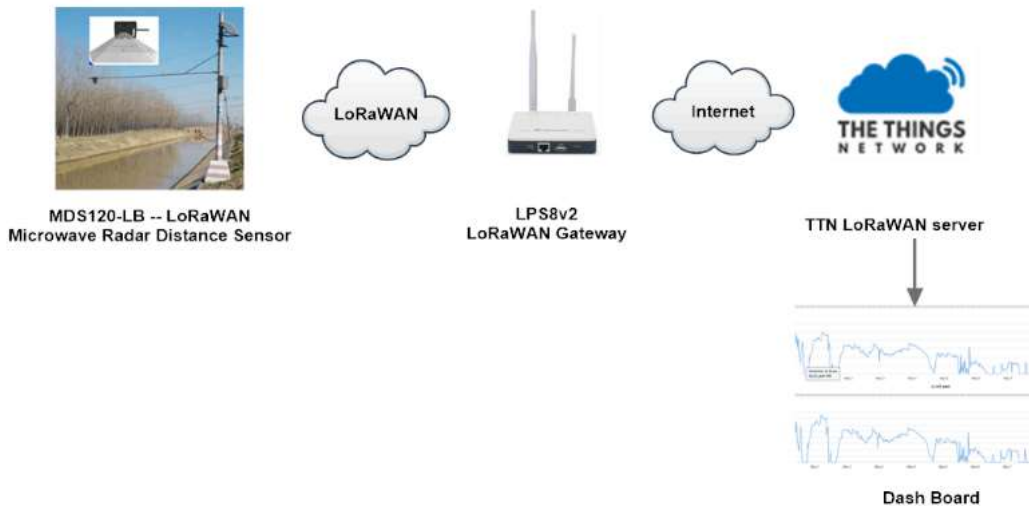 LoRaWAN
Internet
THE THINGS
NETWORK
MDS120-LB -- LoRaWAN
Microwave Radar Distance Sensor
LPS8v2
LoRaWAN Gateway
TTN LoRaWAN server
Dash Board